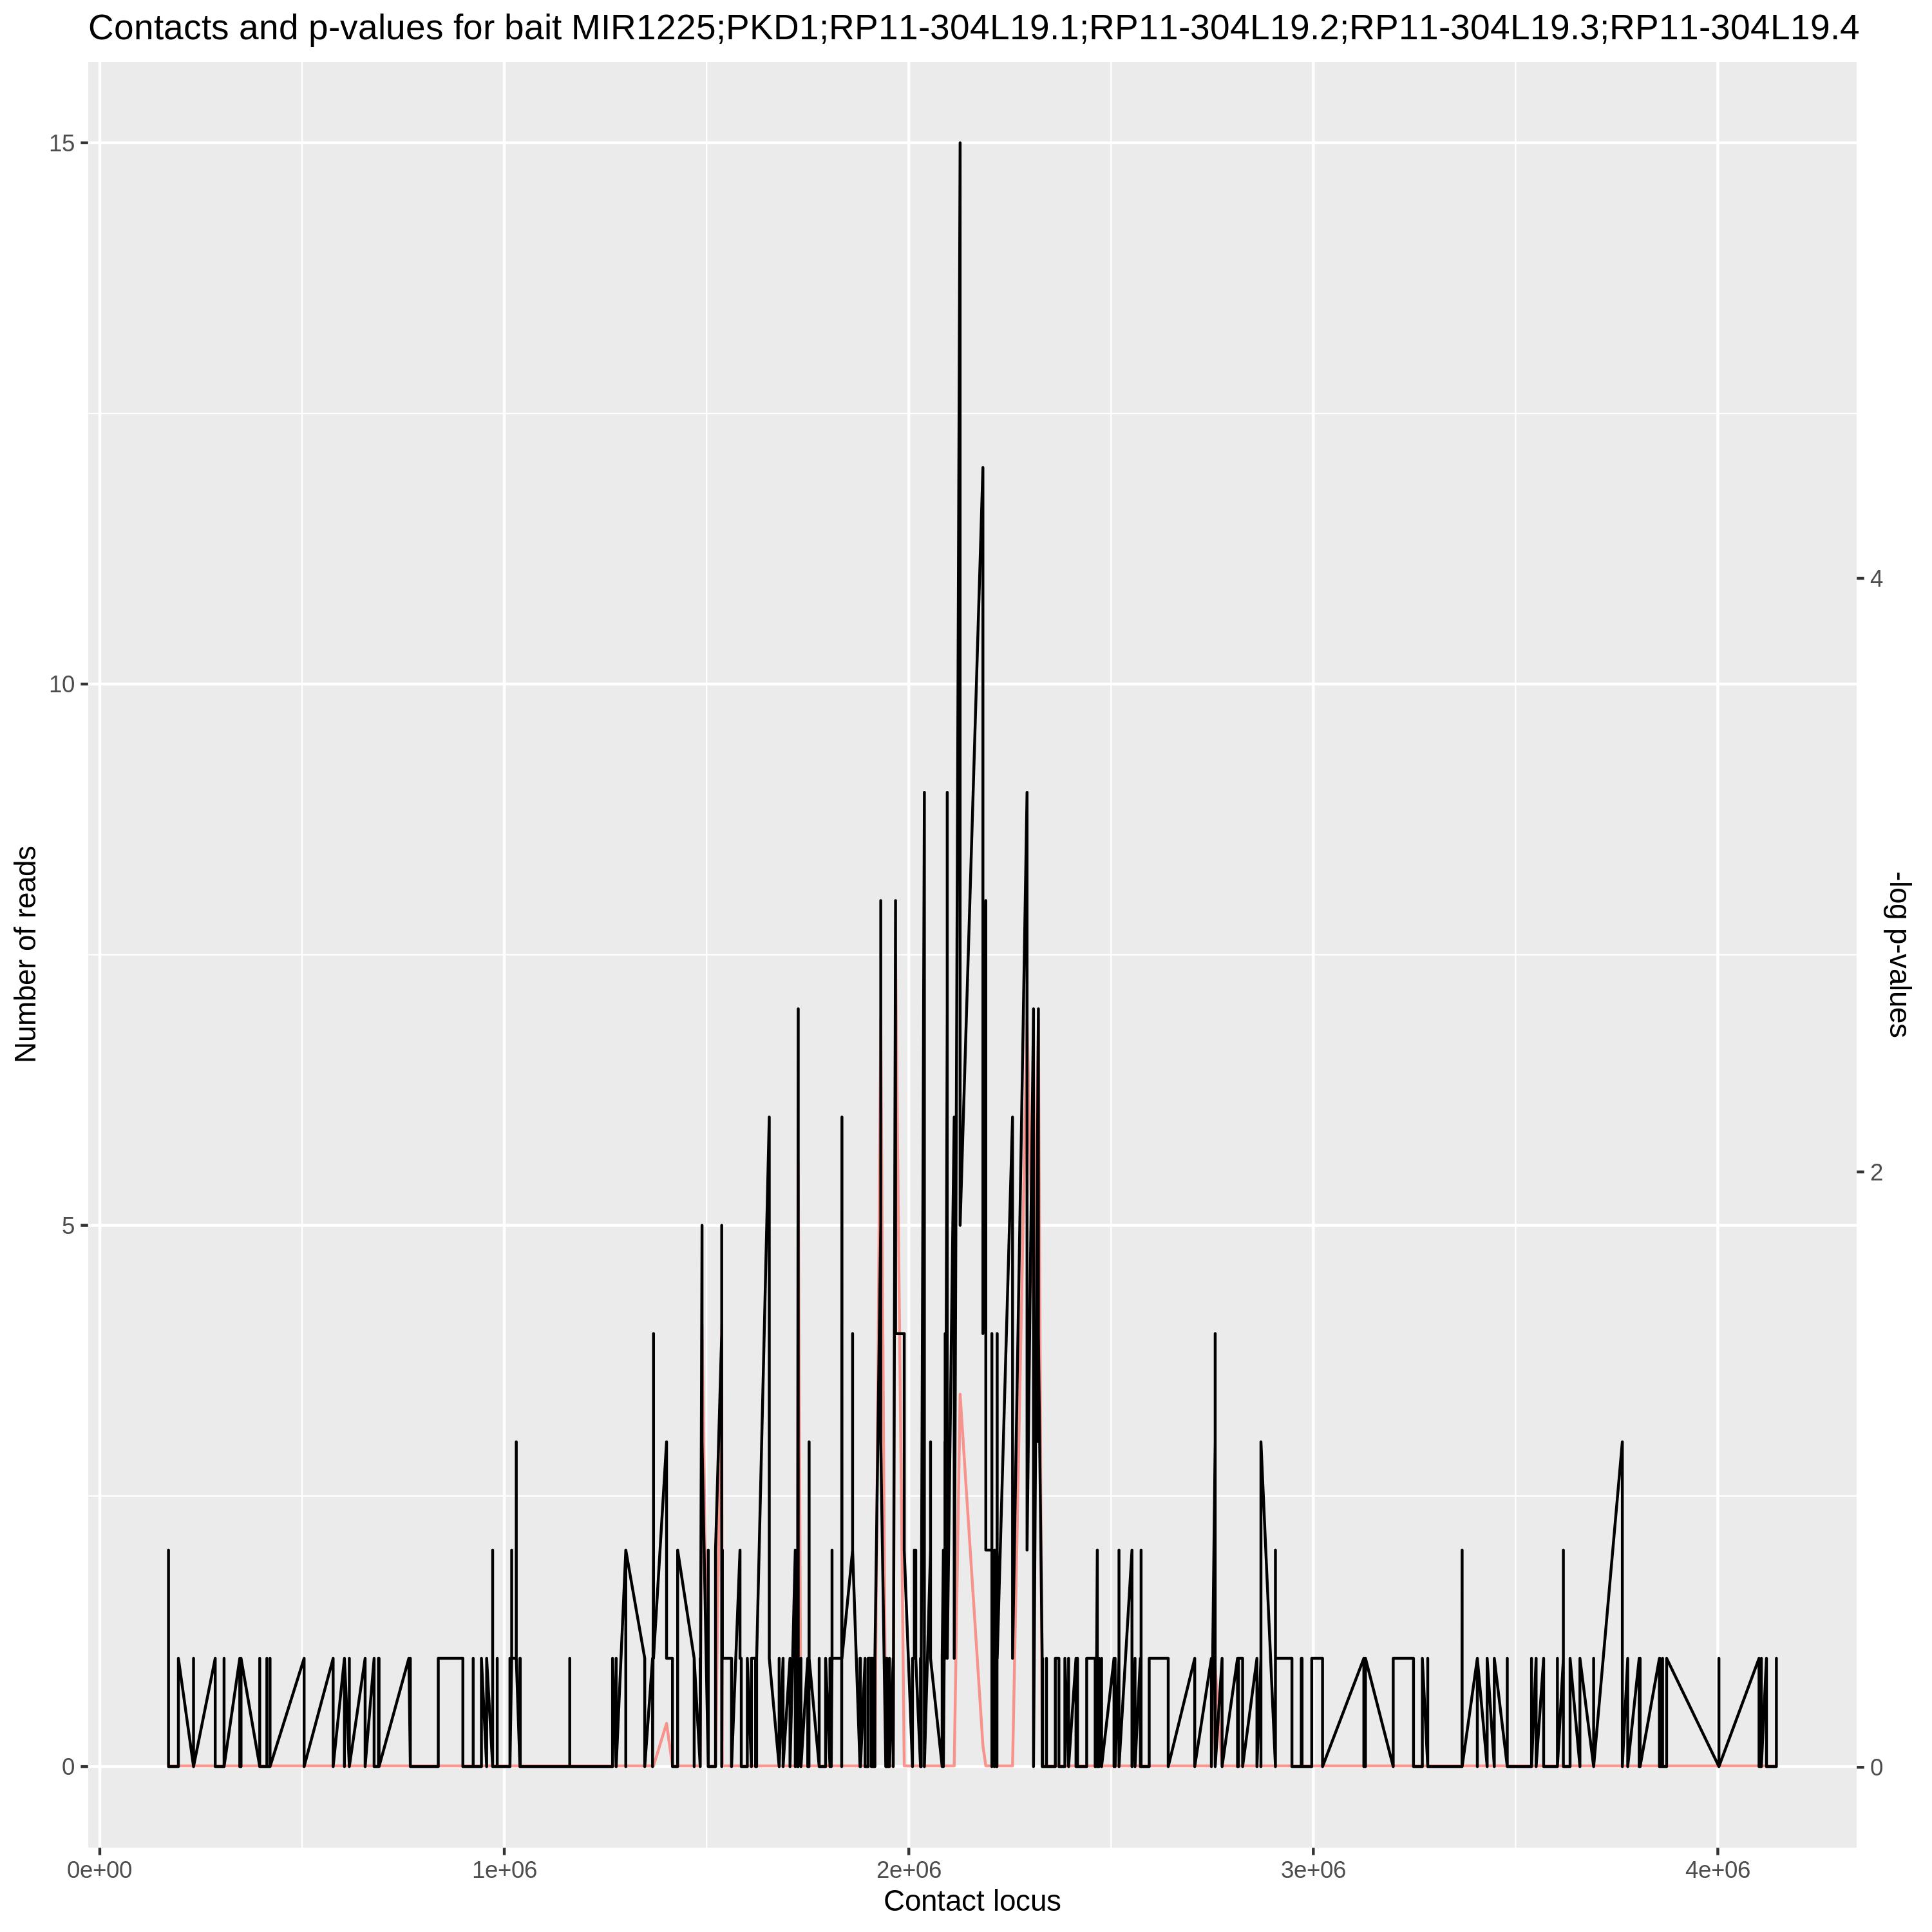 Contacts and p-values for bait MIR1225;PKD1;RP11-304L19.1;RP11-304L19.2;RP11-304L19.3;RP11-304L19.4
15
10
5
0
Number of reads
4
2
0
-log p-values
0e+00
1e+06
2e+06
3e+06
4e+06
Contact locus